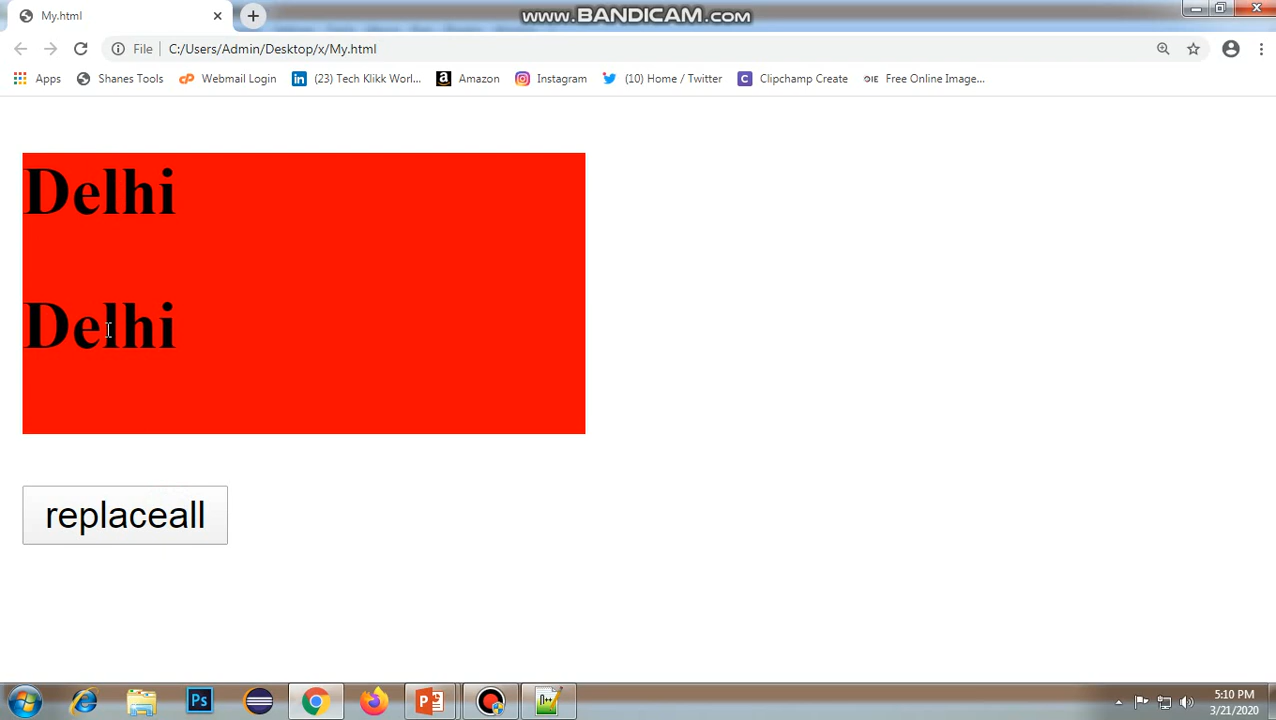 My.html
www.BANDICAM.com
File C:/Users/Admin/Desktop/x/My.html
Apps Shanes Tools Webmail Login (23) Tech Klikk Worl... Amazon Instagram (10) Home / Twitter Clipchamp Create OIE Free Online Image...
Delhi
Delhi
replaceall
5:10 PM
3/21/2020